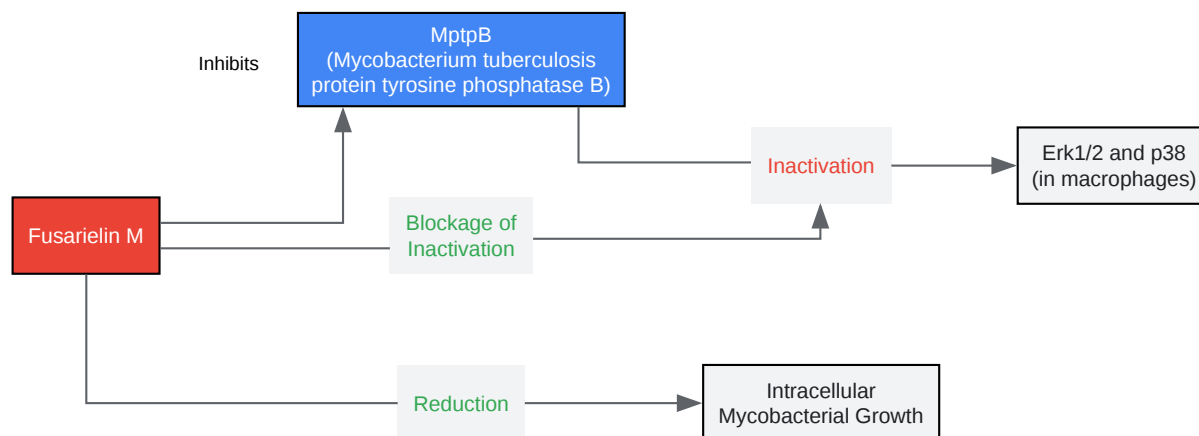 MptpB
(Mycobacterium tuberculosis
protein tyrosine phosphatase B)
Inhibits
Inactivation
Erk1/2 and p38
(in macrophages)
Fusarielin M
Blockage of
Inactivation
Reduction
Intracellular
Mycobacterial Growth